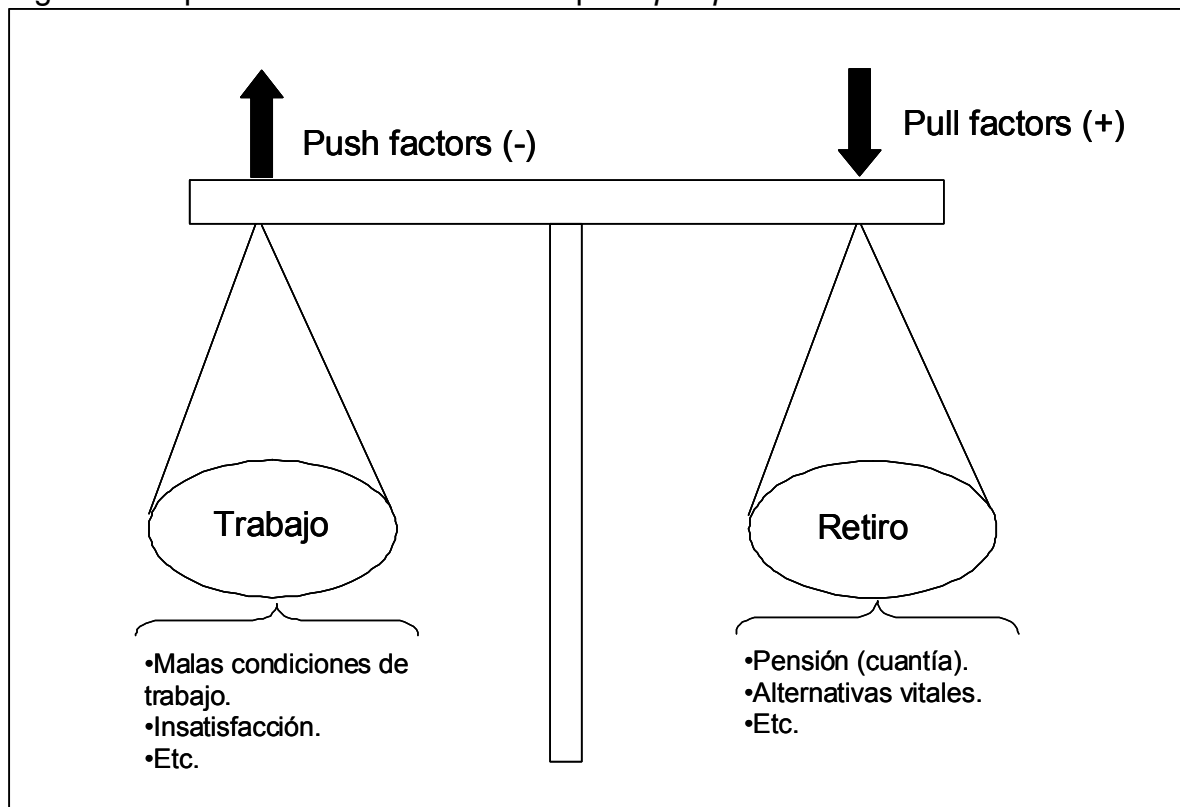 Push factors (-)
Pull factors (+)
Trabajo
Retiro
•Malas condiciones de
trabajo.
•Insatisfacción.
•Etc.
•Pensión (cuantía).
•Alternativas vitales.
•Etc.